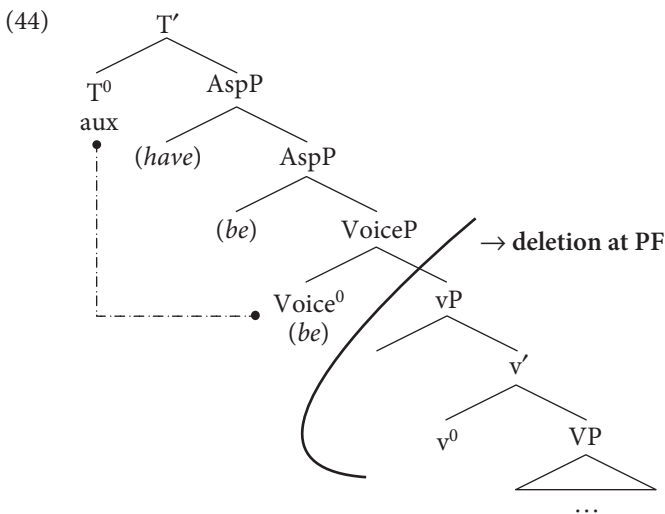 (44)
T′
T⁰ AspP
aux
(have) AspP
(be) VoiceP → deletion at PF
Voice⁰ vP
(be)
v′
v⁰ VP
…